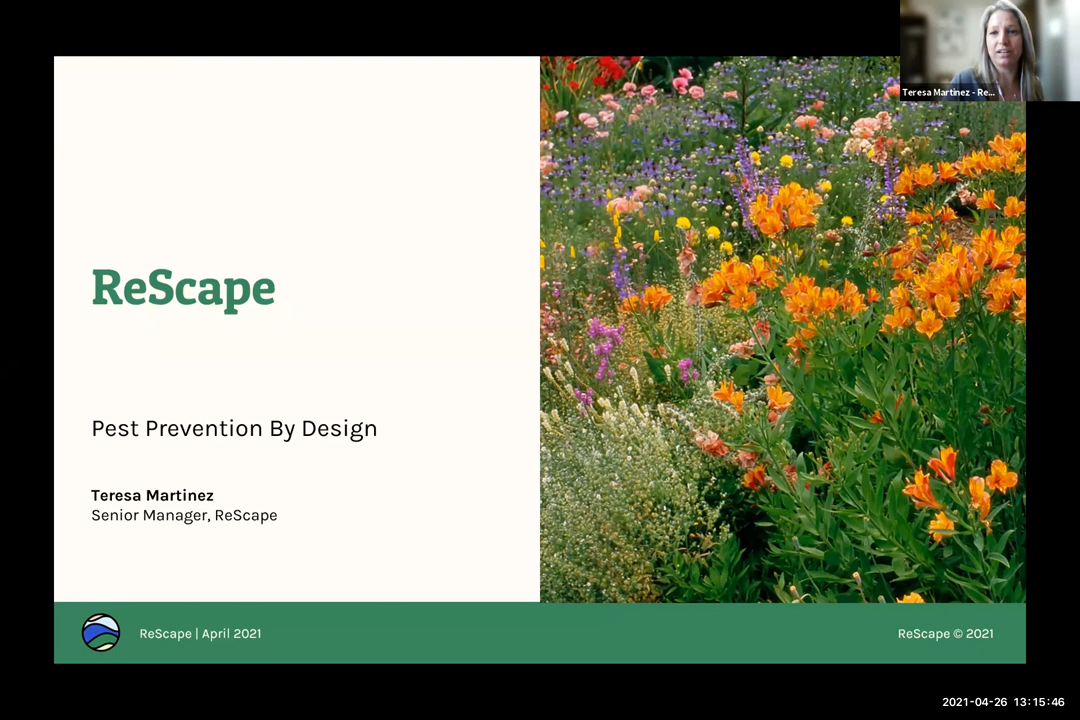 Teresa Martinez - Re...
ReScape
Pest Prevention By Design
Teresa Martinez
Senior Manager, ReScape
ReScape | April 2021
ReScape © 2021
2021-04-26 13:15:46